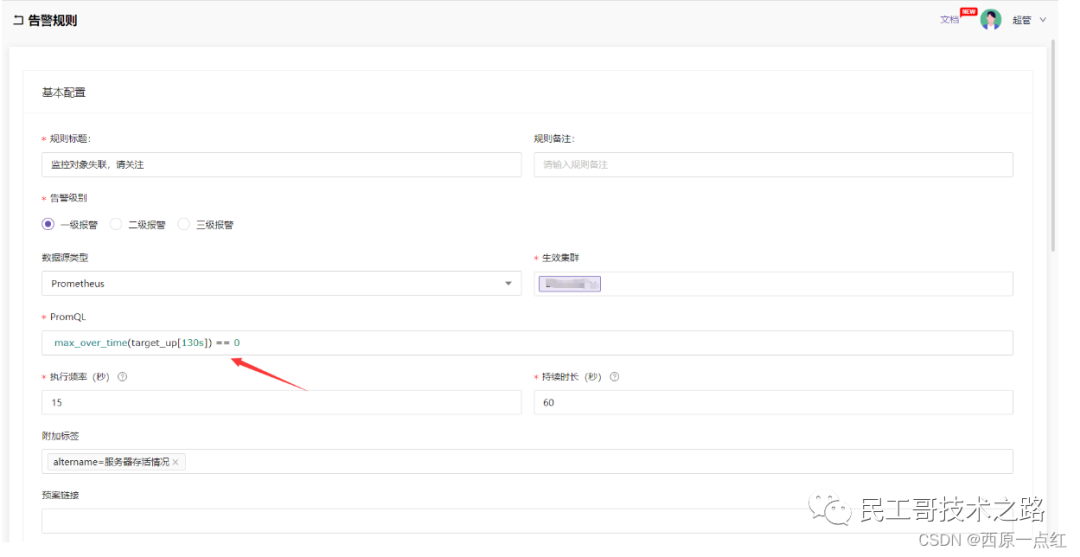 告警规则
文档 NEW 超管
基本配置
* 规则标题: 规则备注:
监控对象失联，请关注 请输入规则备注
* 告警级别
一级报警 二级报警 三级报警
数据源类型 * 生效集群
Prometheus
* PromQL
max_over_time(target_up[130s]) == 0
* 执行频率（秒） * 持续时长（秒）
15 60
附加标签
altername=服务器存活情况 ×
预案链接
民工哥技术之路
CSDN @西原一点红